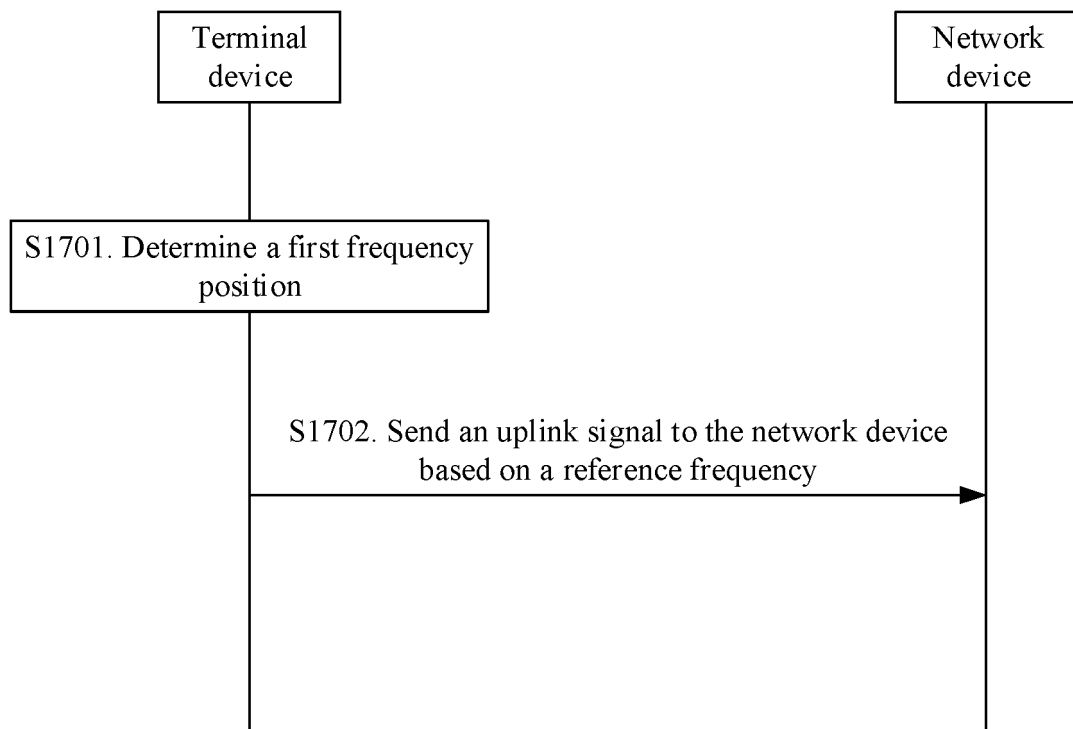 Terminal
device
Network
device
S1701. Determine a first frequency
position
S1702. Send an uplink signal to the network device
based on a reference frequency